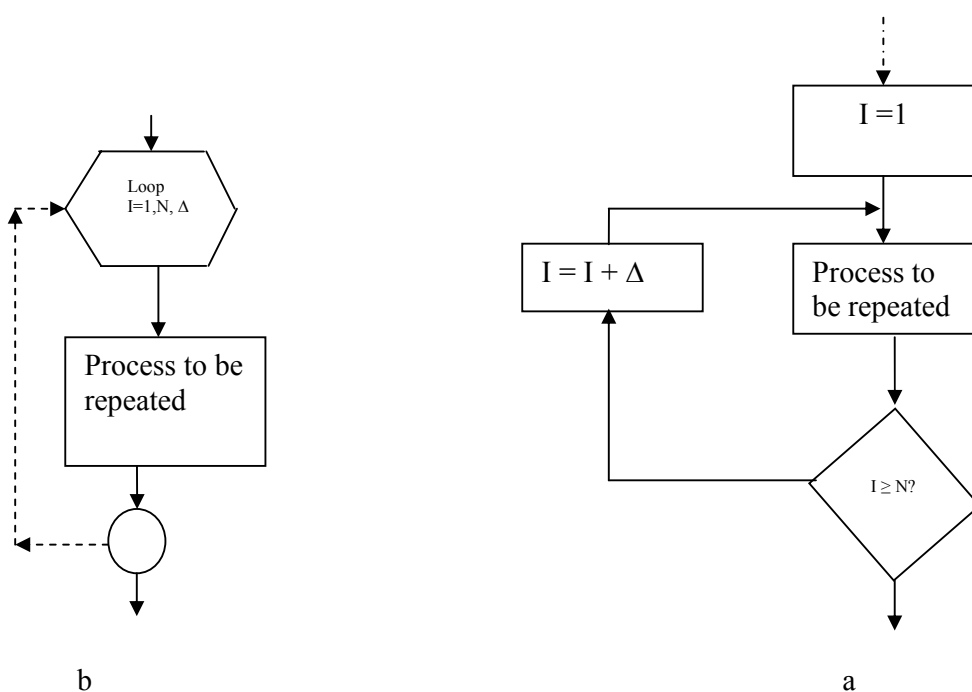 Loop
I=1,N, Δ
Process to be
repeated
b
I =1
I = I + Δ
Process to
be repeated
I ≥ N?
a